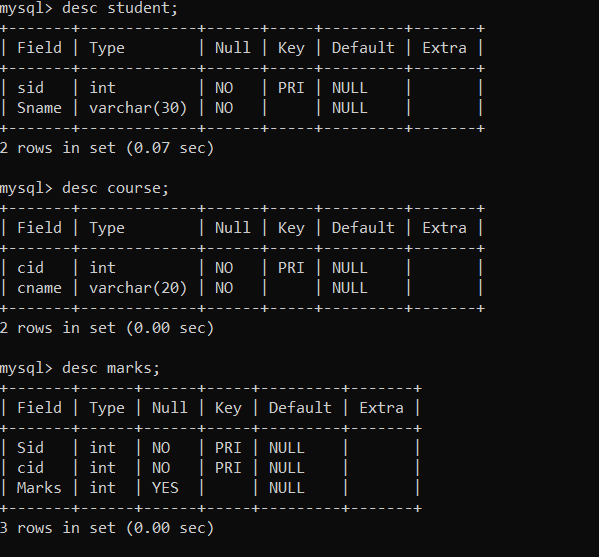 mysql> desc student;
+-------+-------------+------+-----+---------+-------+
| Field | Type        | Null | Key | Default | Extra |
+-------+-------------+------+-----+---------+-------+
| sid   | int         | NO   | PRI | NULL    |       |
| Sname | varchar(30) | NO   |     | NULL    |       |
+-------+-------------+------+-----+---------+-------+
2 rows in set (0.07 sec)

mysql> desc course;
+-------+-------------+------+-----+---------+-------+
| Field | Type        | Null | Key | Default | Extra |
+-------+-------------+------+-----+---------+-------+
| cid   | int         | NO   | PRI | NULL    |       |
| cname | varchar(20) | NO   |     | NULL    |       |
+-------+-------------+------+-----+---------+-------+
2 rows in set (0.00 sec)

mysql> desc marks;
+-------+------+------+-----+---------+-------+
| Field | Type | Null | Key | Default | Extra |
+-------+------+------+-----+---------+-------+
| Sid   | int  | NO   | PRI | NULL    |       |
| cid   | int  | NO   | PRI | NULL    |       |
| Marks | int  | YES  |     | NULL    |       |
+-------+------+------+-----+---------+-------+
3 rows in set (0.00 sec)